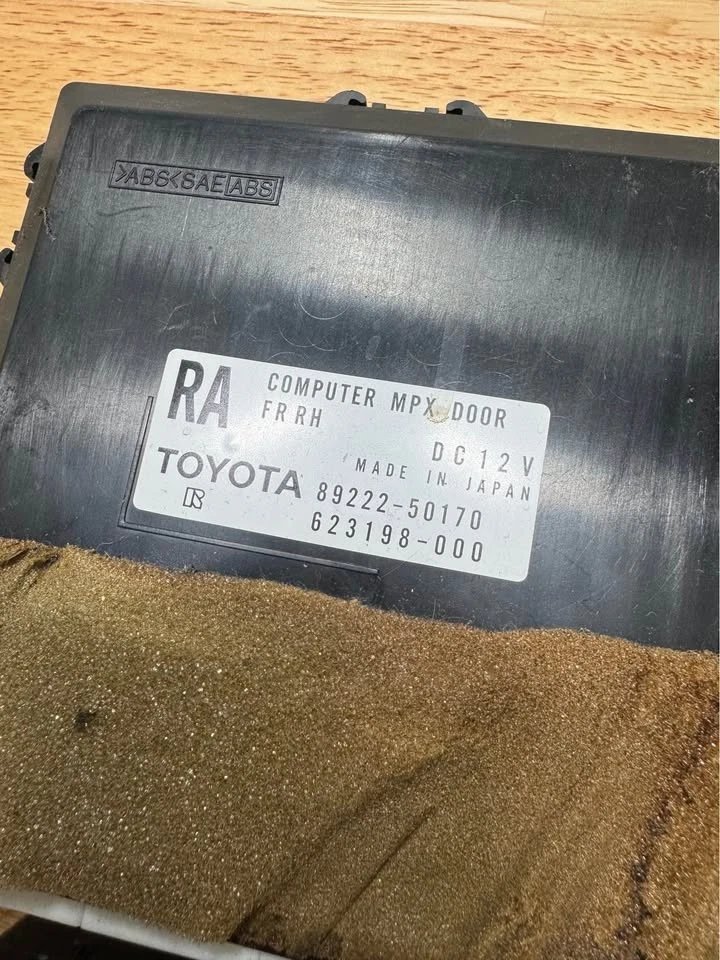 >ABS< SAE ABS
RA COMPUTER MPX DOOR
FR RH
DC12V
MADE IN JAPAN
TOYOTA 89222-50170
623198-000